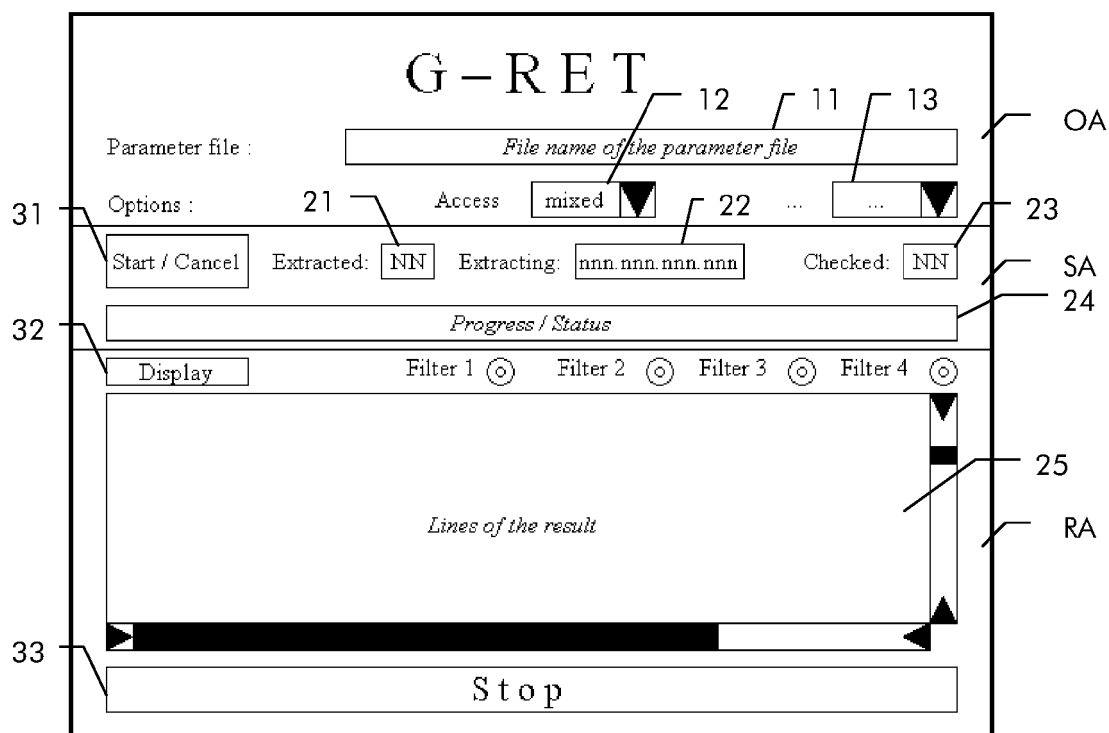 G – R E T
12 11 13 OA
Parameter file : File name of the parameter file
Options : Access mixed ... ...
31 21 22 23
Start / Cancel Extracted: NN Extracting: nnn.nnn.nnn.nnn Checked: NN
SA
24
Progress / Status
32
Display Filter 1 Filter 2 Filter 3 Filter 4
25
Lines of the result
RA
33
S t o p